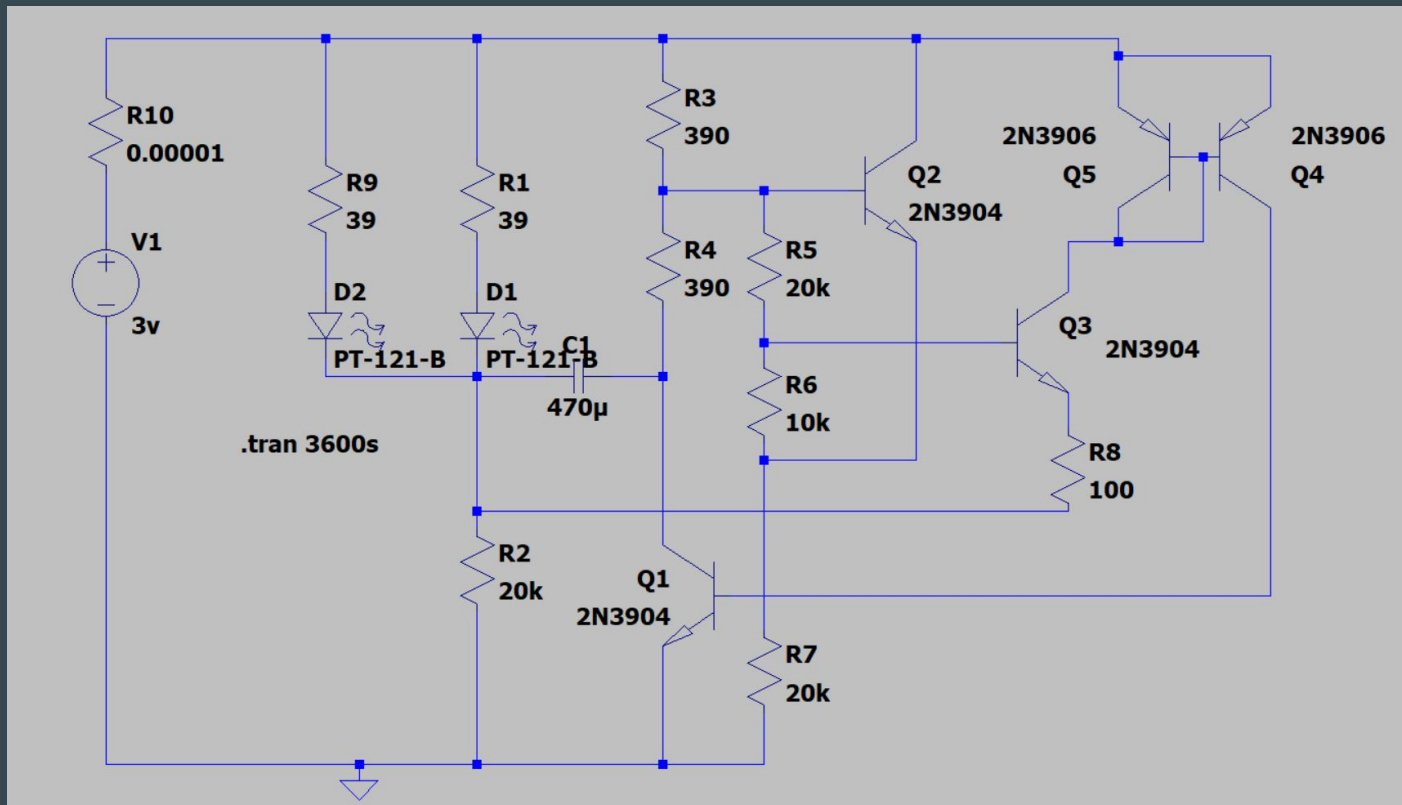 R10
0.00001
V1
3v
R9
39
D2
PT-121-B
R1
39
D1
PT-121-B
C1
470µ
R3
390
R4
390
R5
20k
R6
10k
Q2
2N3904
2N3906
Q5
2N3906
Q4
Q3
2N3904
R8
100
.tran 3600s
R2
20k
Q1
2N3904
R7
20k